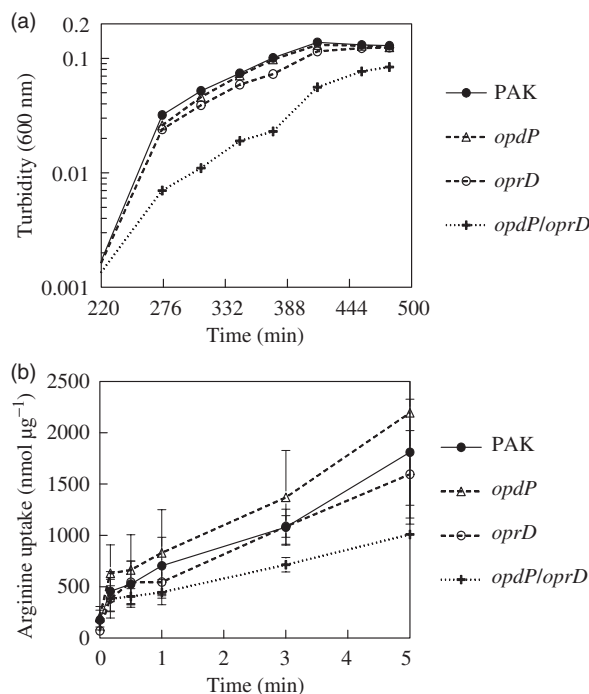 (a)
0.2
0.1
0.01
0.001
Turbidity (600 nm)
220 276 332 388 444 500
Time (min)
PAK
opdP
oprD
opdP/oprD
(b)
2500
2000
1500
1000
500
0
Arginine uptake (nmol µg⁻¹)
0 1 2 3 4 5
Time (min)
PAK
opdP
oprD
opdP/oprD